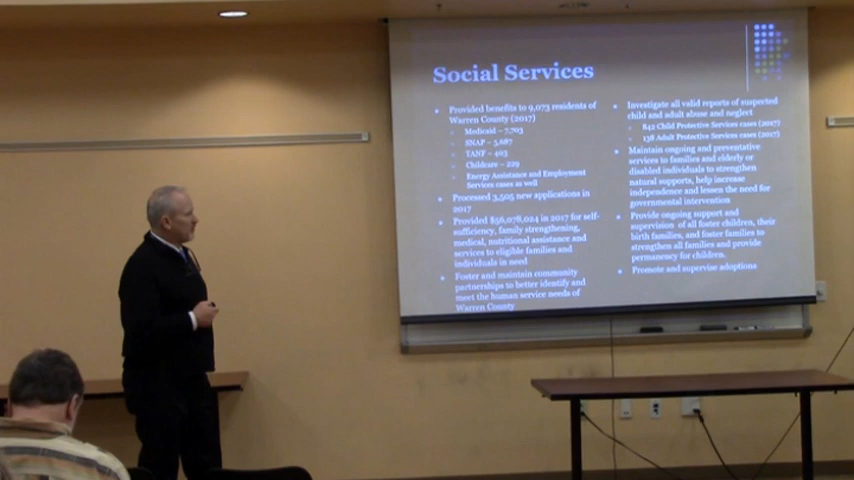 Social Services
Provided benefits to 9,073 residents of
Warren County (2017)
Medicaid – 7,703
SNAP – 5,687
TANF – 403
Childcare – 229
Energy Assistance and Employment
Services cases as well
Processed 3,505 new applications in
2017
Provided $56,078,024 in 2017 for self-
sufficiency, family strengthening,
medical, nutritional assistance and
services to eligible families and
individuals in need
Foster and maintain community
partnerships to better identify and
meet the human service needs of
Warren County
Investigate all valid reports of suspected
child and adult abuse and neglect
842 Child Protective Services cases (2017)
138 Adult Protective Services cases (2017)
Maintain ongoing and preventative
services to families and elderly or
disabled individuals to strengthen
natural supports, help increase
independence and lessen the need for
governmental intervention
Provide ongoing support and
supervision of all foster children, their
birth families, and foster families to
strengthen all families and provide
permanency for children.
Promote and supervise adoptions